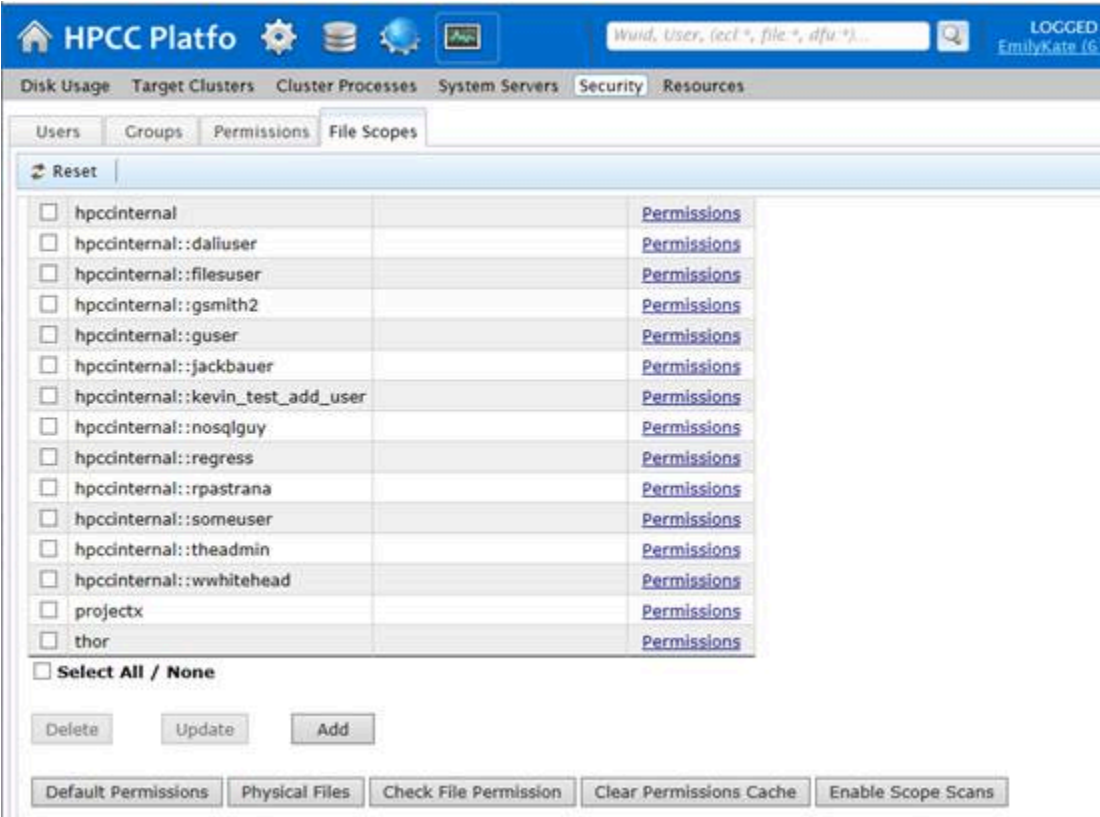 HPCC Platfo
Wuid, User, (ecl:*, file:*, dfu:*)...
LOGGED
EmilyKate (6
Disk Usage Target Clusters Cluster Processes System Servers Security Resources
Users Groups Permissions File Scopes
Reset
hpccinternal Permissions
hpccinternal::daliuser Permissions
hpccinternal::filesuser Permissions
hpccinternal::gsmith2 Permissions
hpccinternal::guser Permissions
hpccinternal::jackbauer Permissions
hpccinternal::kevin_test_add_user Permissions
hpccinternal::nosqlguy Permissions
hpccinternal::regress Permissions
hpccinternal::rpastrana Permissions
hpccinternal::someuser Permissions
hpccinternal::theadmin Permissions
hpccinternal::wwhitehead Permissions
projectx Permissions
thor Permissions
Select All / None
Delete Update Add
Default Permissions Physical Files Check File Permission Clear Permissions Cache Enable Scope Scans